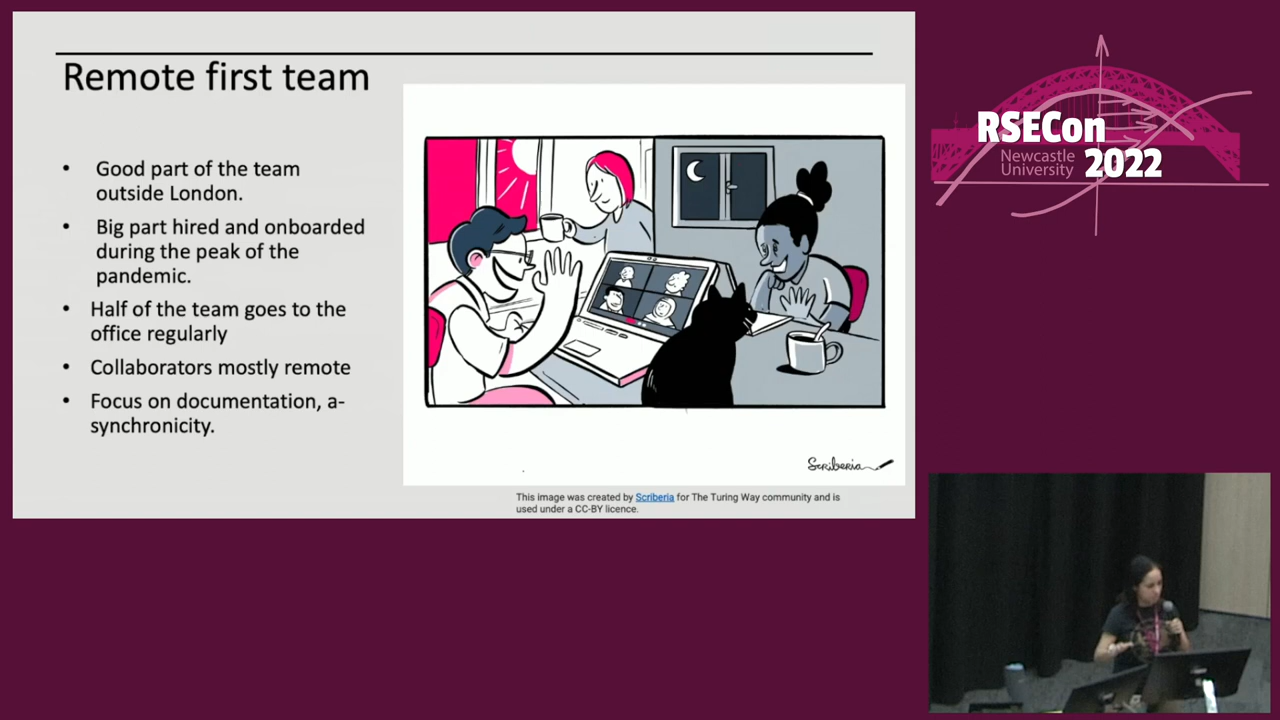 Remote first team
• Good part of the team
outside London.
• Big part hired and onboarded
during the peak of the
pandemic.
• Half of the team goes to the
office regularly
• Collaborators mostly remote
• Focus on documentation, a-
synchronicity.
Scriberia
This image was created by Scriberia for The Turing Way community and is
used under a CC-BY licence.
RSECon
Newcastle
University
2022